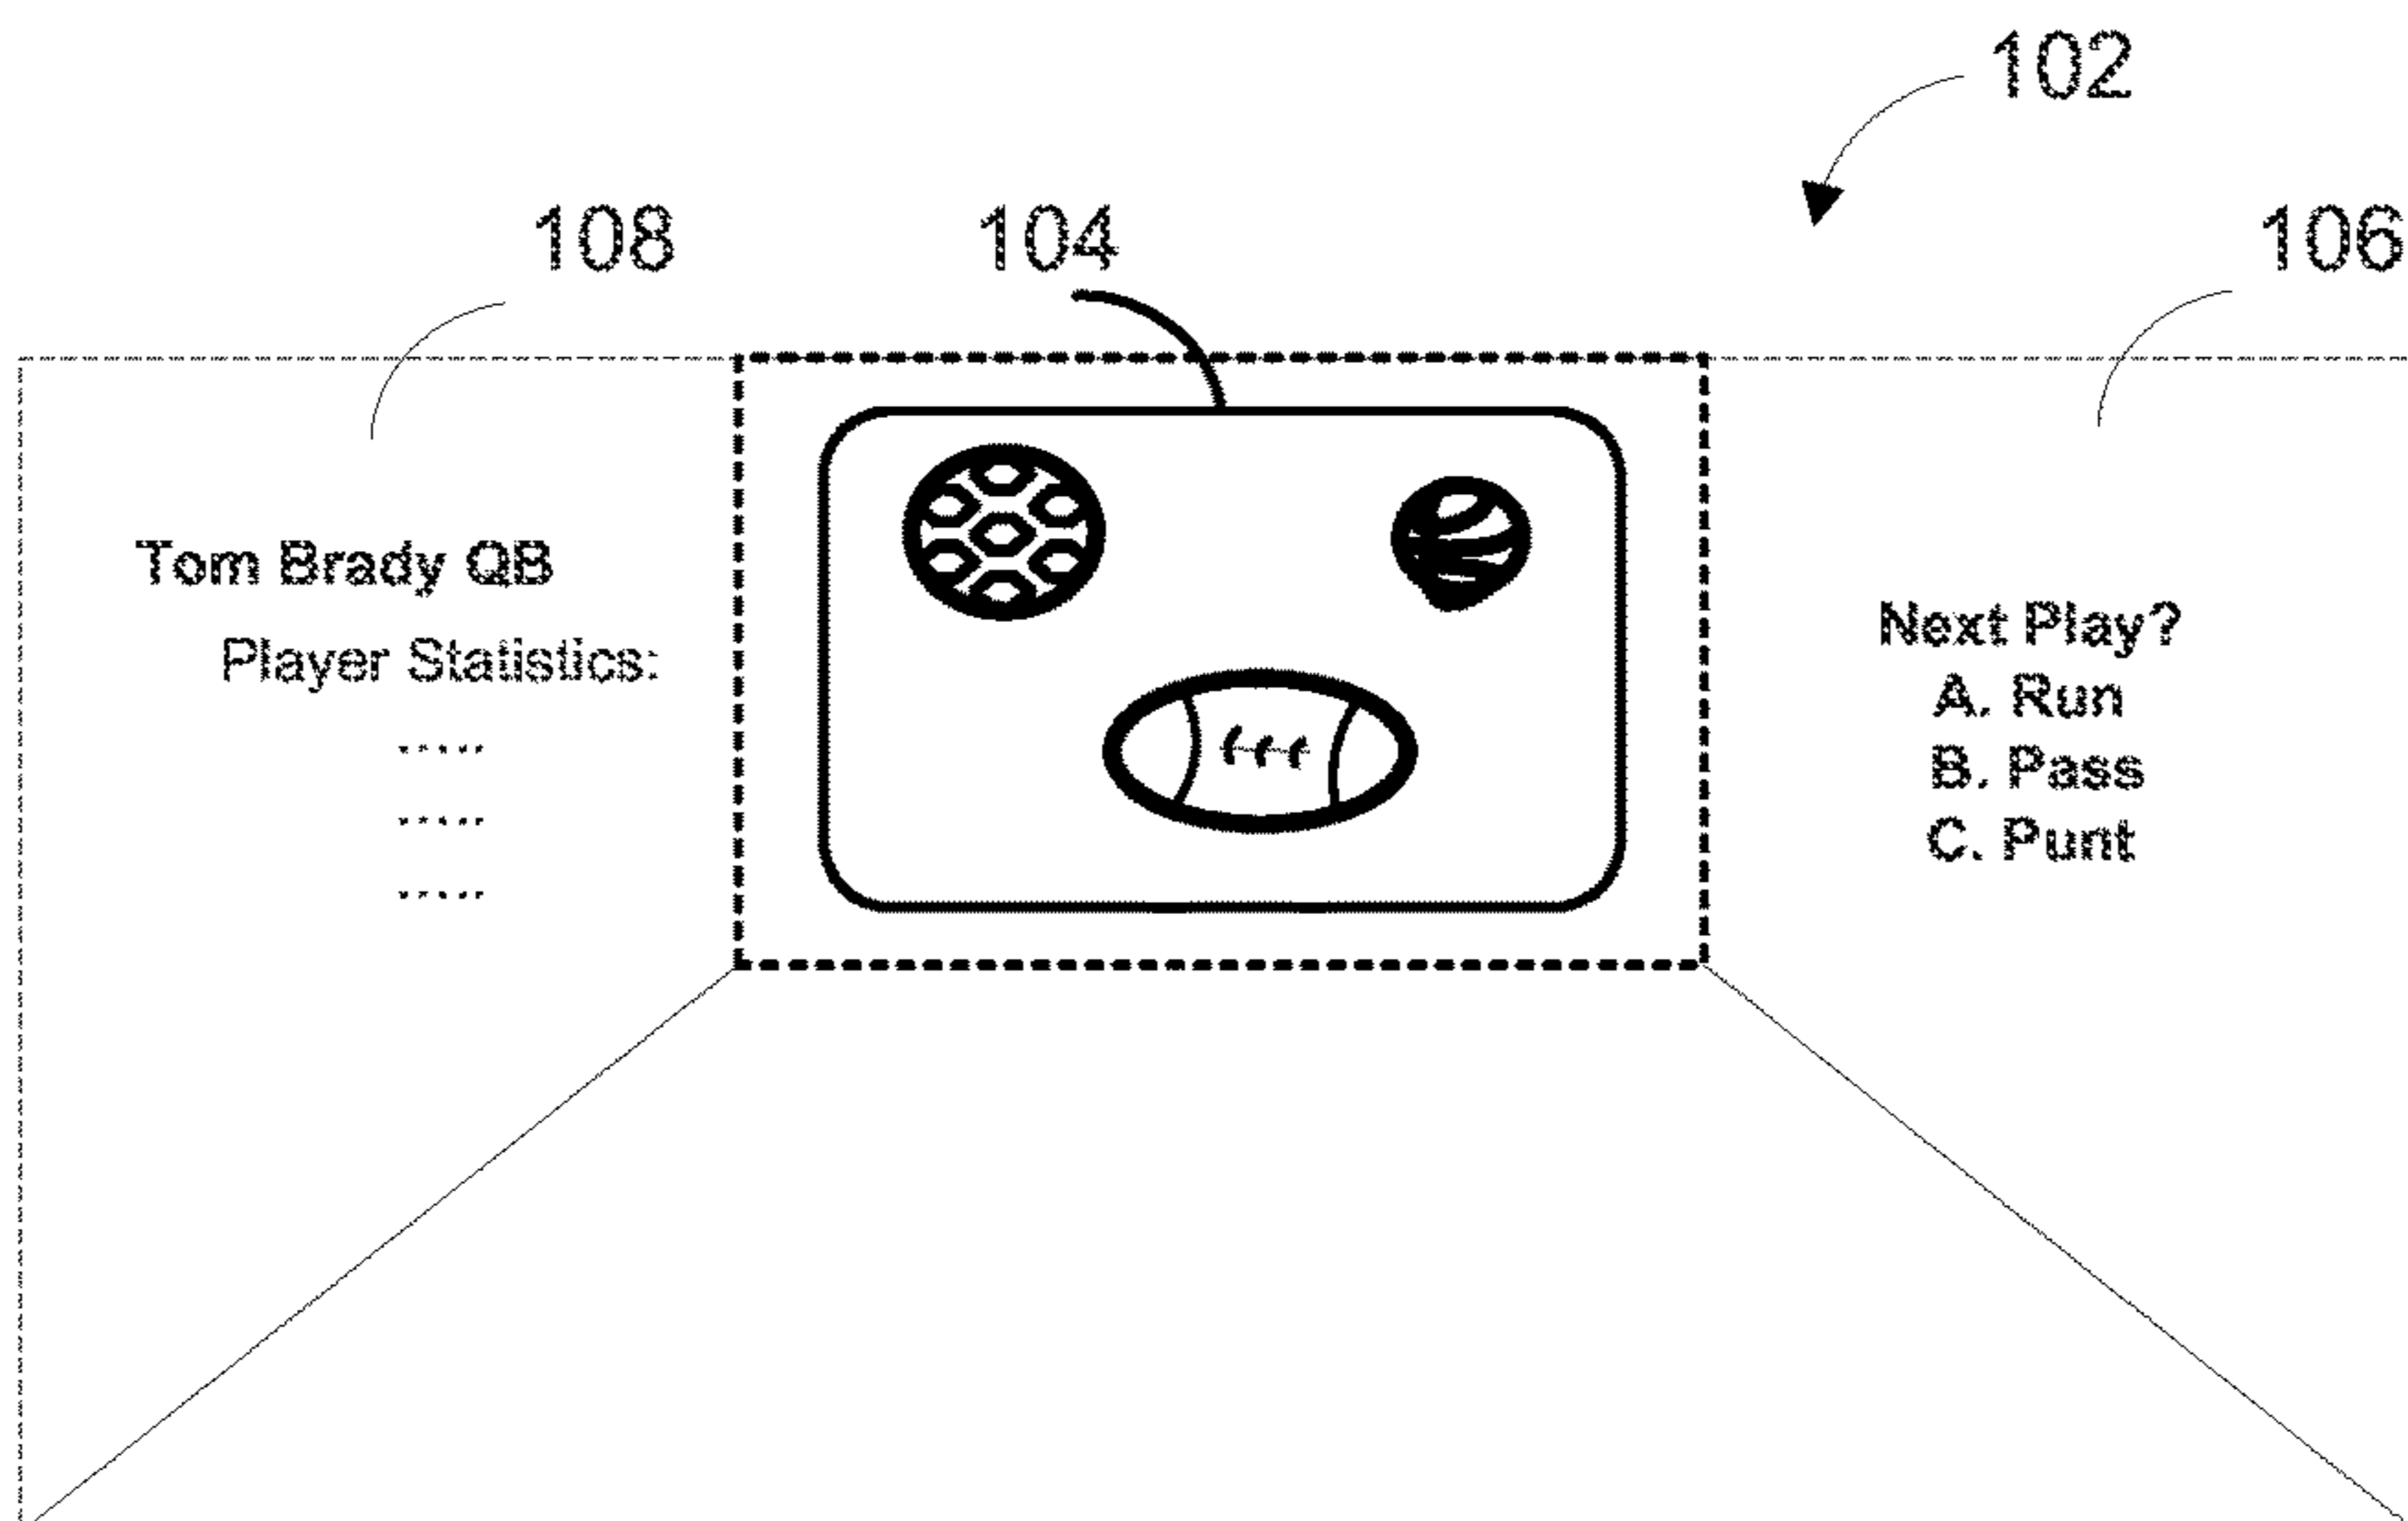 102
108
104
106
Tom Brady QB
Player Statistics:
.....
.....
.....
Next Play?
A. Run
B. Pass
C. Punt